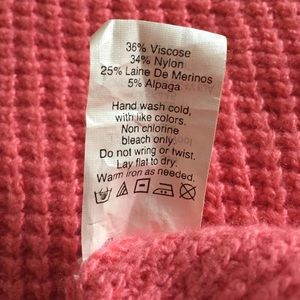 36% Viscose
34% Nylon
25% Laine De Merinos
5% Alpaga
Hand wash cold,
with like colors.
Non chlorine
bleach only.
Do not wring or twist.
Lay flat to dry.
Warm iron as needed.